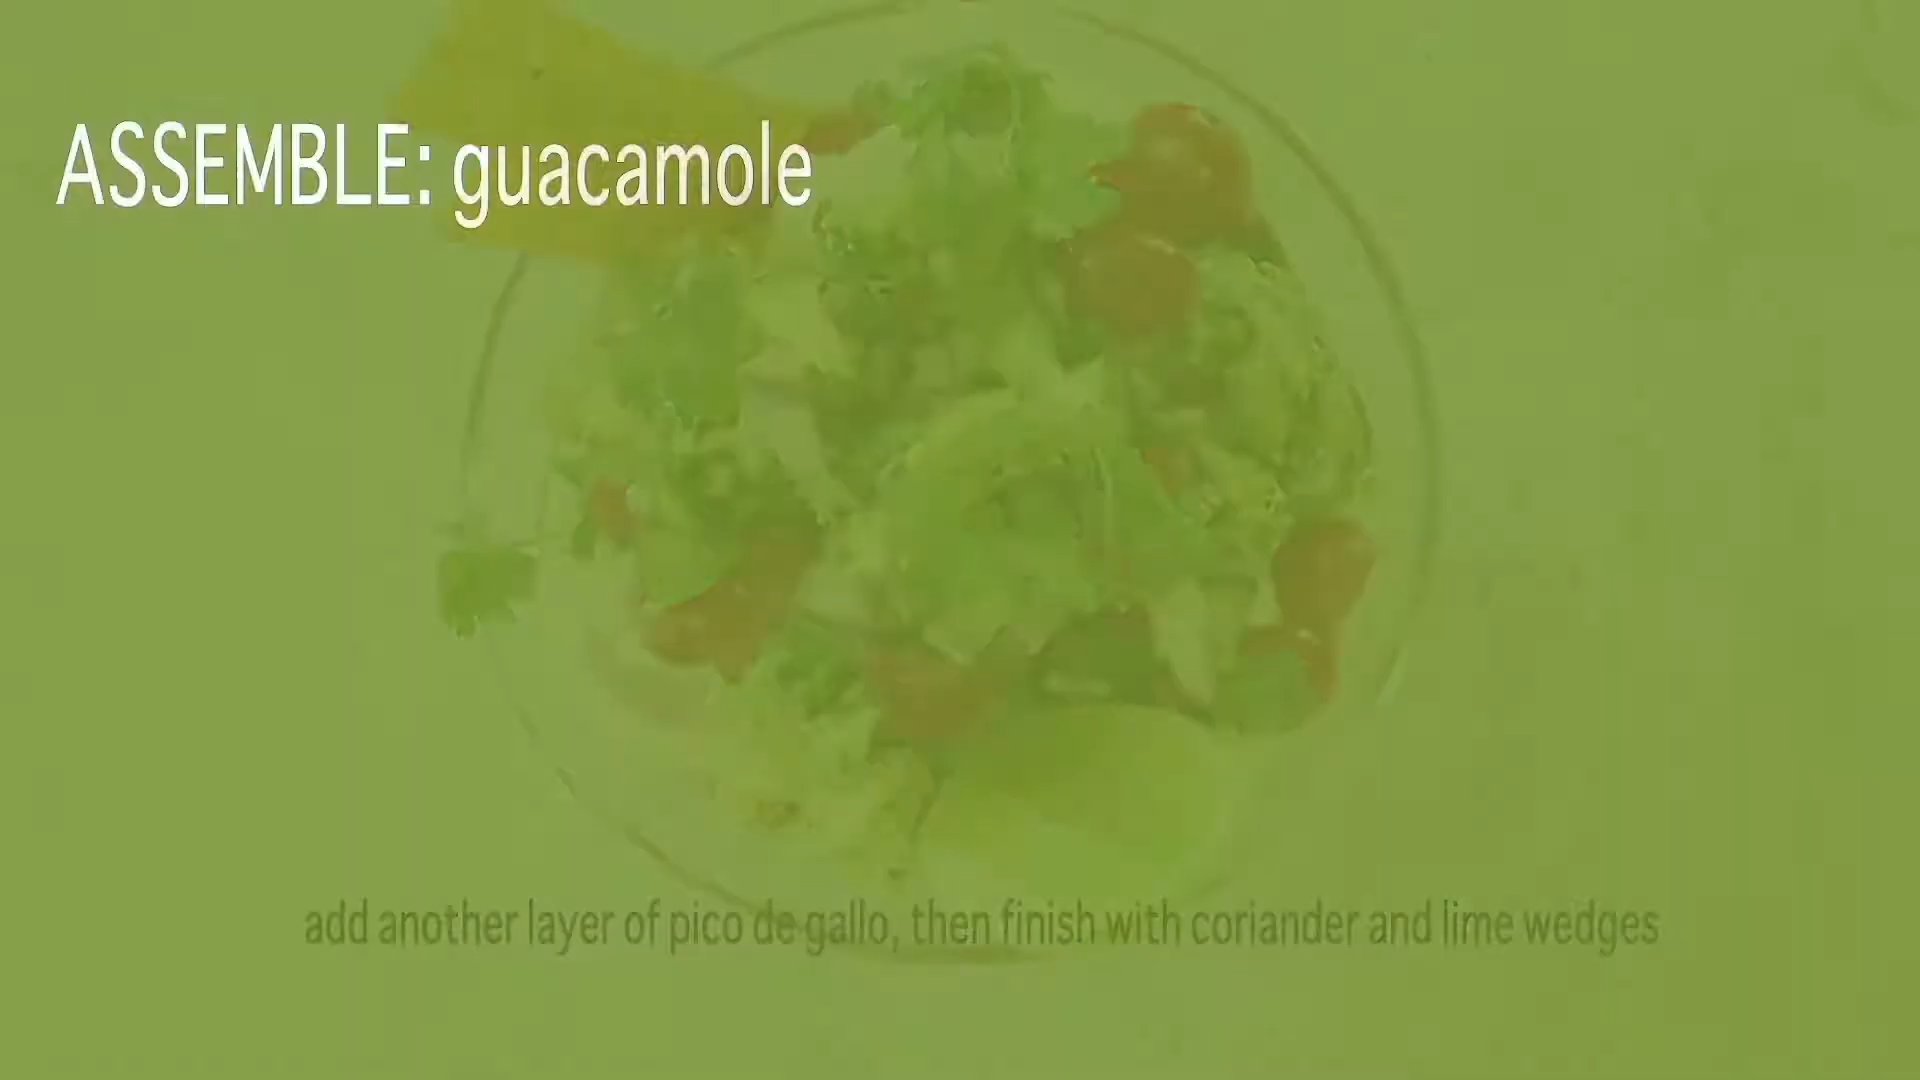 ASSEMBLE: guacamole
add another layer of pico de gallo, then finish with coriander and lime wedges